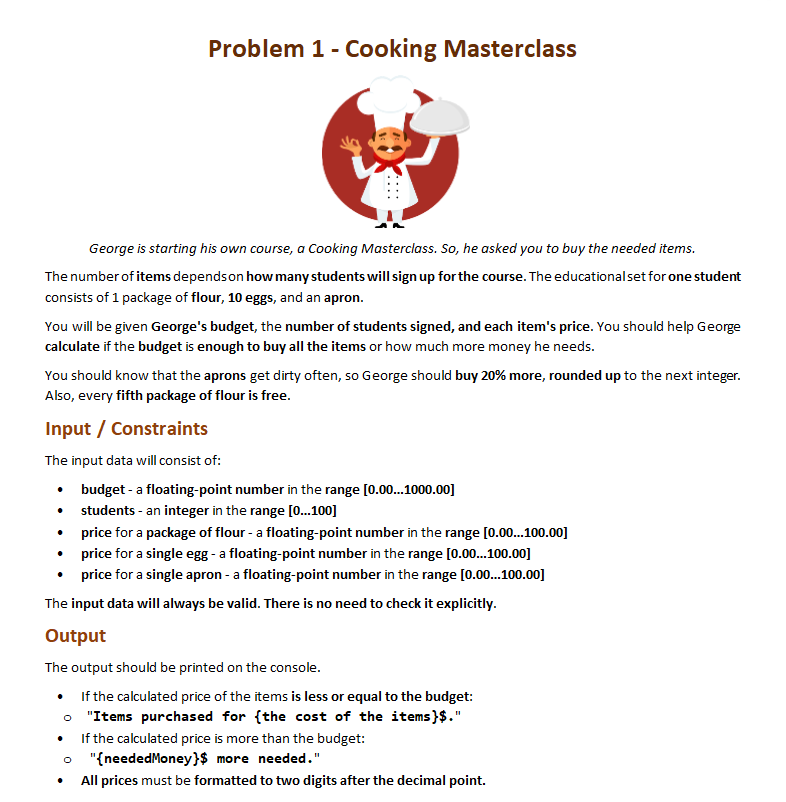 Problem 1 - Cooking Masterclass
George is starting his own course, a Cooking Masterclass. So, he asked you to buy the needed items.
The number of items depends on how many students will sign up for the course. The educational set for one student
consists of 1 package of flour, 10 eggs, and an apron.
You will be given George's budget, the number of students signed, and each item's price. You should help George
calculate if the budget is enough to buy all the items or how much more money he needs.
You should know that the aprons get dirty often, so George should buy 20% more, rounded up to the next integer.
Also, every fifth package of flour is free.
Input / Constraints
The input data will consist of:
• budget - a floating-point number in the range [0.00…1000.00]
• students - an integer in the range [0…100]
• price for a package of flour - a floating-point number in the range [0.00…100.00]
• price for a single egg - a floating-point number in the range [0.00…100.00]
• price for a single apron - a floating-point number in the range [0.00…100.00]
The input data will always be valid. There is no need to check it explicitly.
Output
The output should be printed on the console.
• If the calculated price of the items is less or equal to the budget:
o "Items purchased for {the cost of the items}$."
• If the calculated price is more than the budget:
o "{neededMoney}$ more needed."
• All prices must be formatted to two digits after the decimal point.